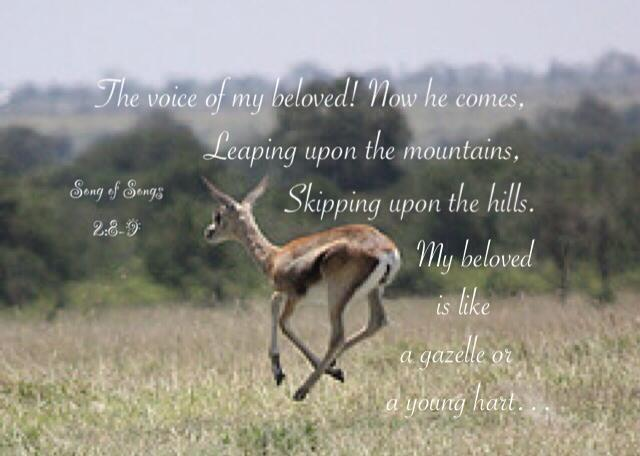 The voice of my beloved! Now he comes,
Leaping upon the mountains,
Skipping upon the hills.
My beloved
is like
a gazelle or
a young hart...
Song of Songs
2:8-9